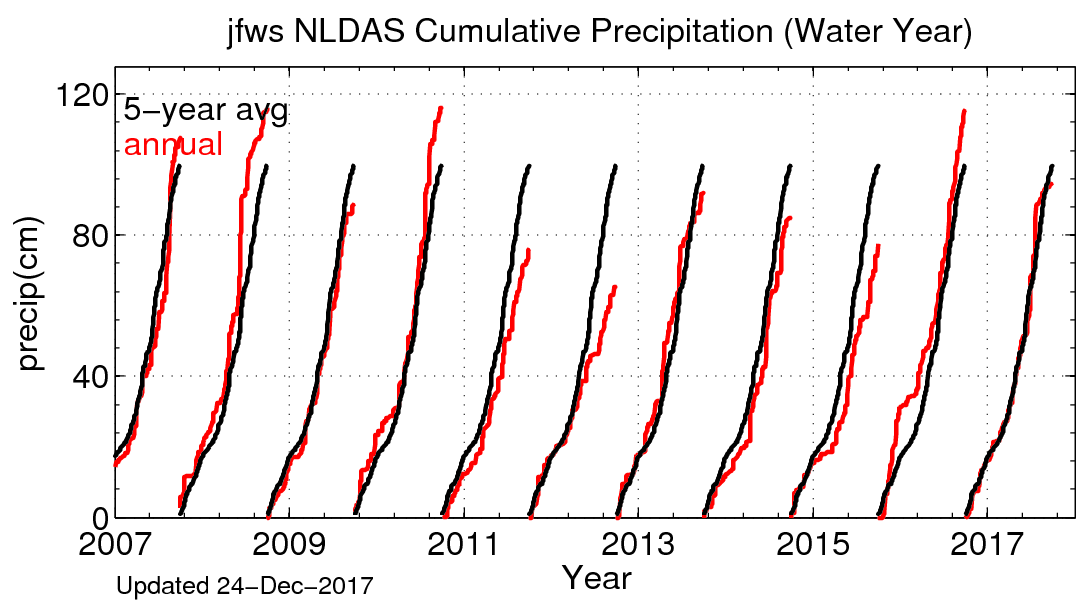 jfws NLDAS Cumulative Precipitation (Water Year)
120
5−year avg
annual
80
precip(cm)
40
0
2007 2009 2011 2013 2015 2017
Year
Updated 24−Dec−2017